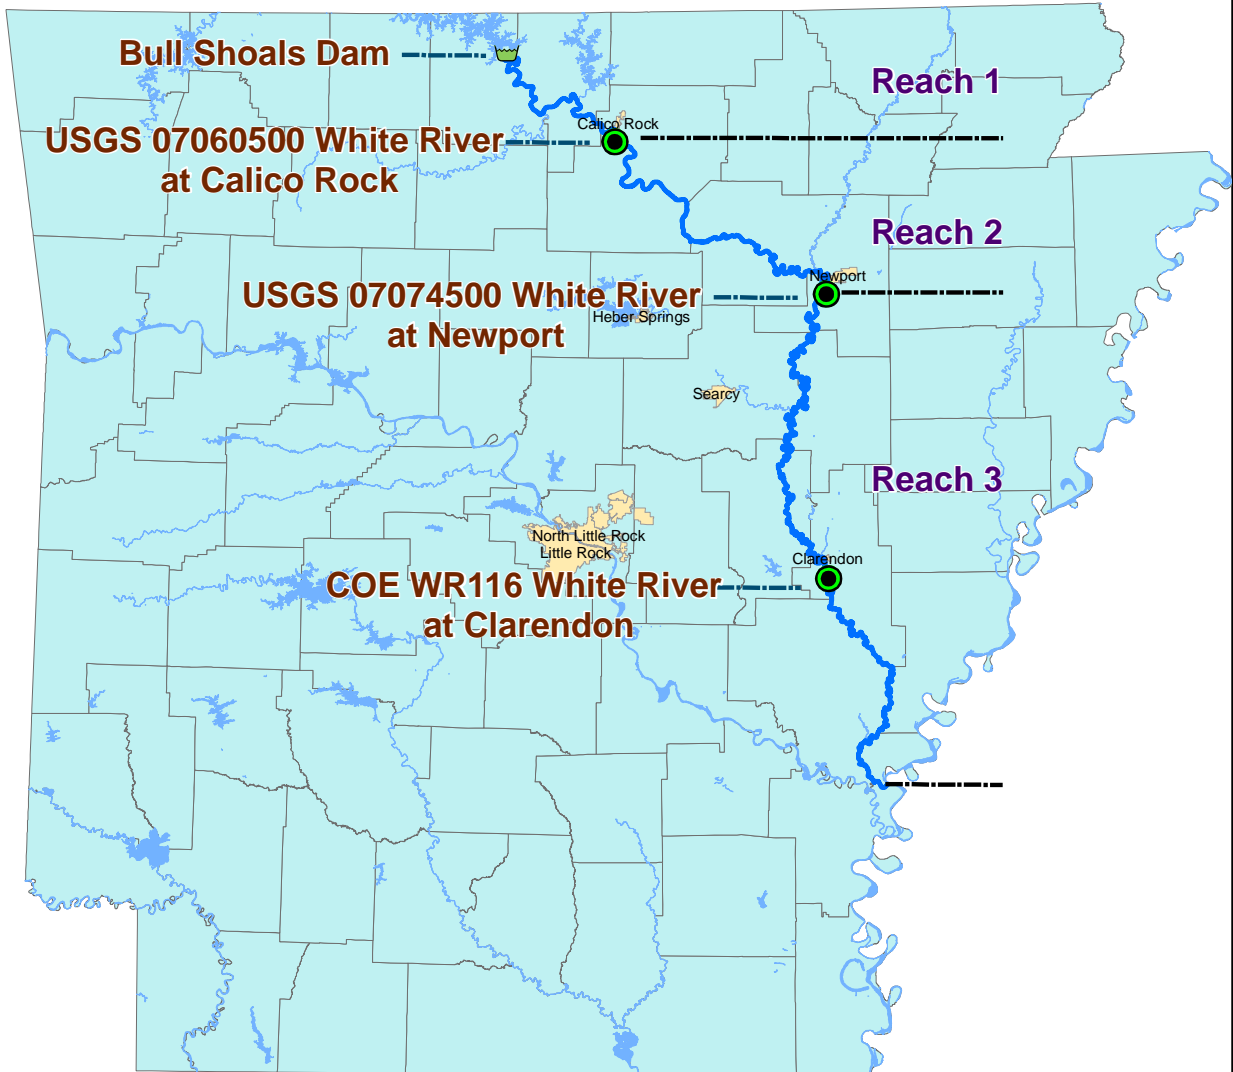 Bull Shoals Dam
Reach 1
Calico Rock
USGS 07060500 White River
at Calico Rock
Reach 2
Newport
USGS 07074500 White River
at Newport
Heber Springs
Searcy
Reach 3
North Little Rock
Little Rock
Clarendon
COE WR116 White River
at Clarendon